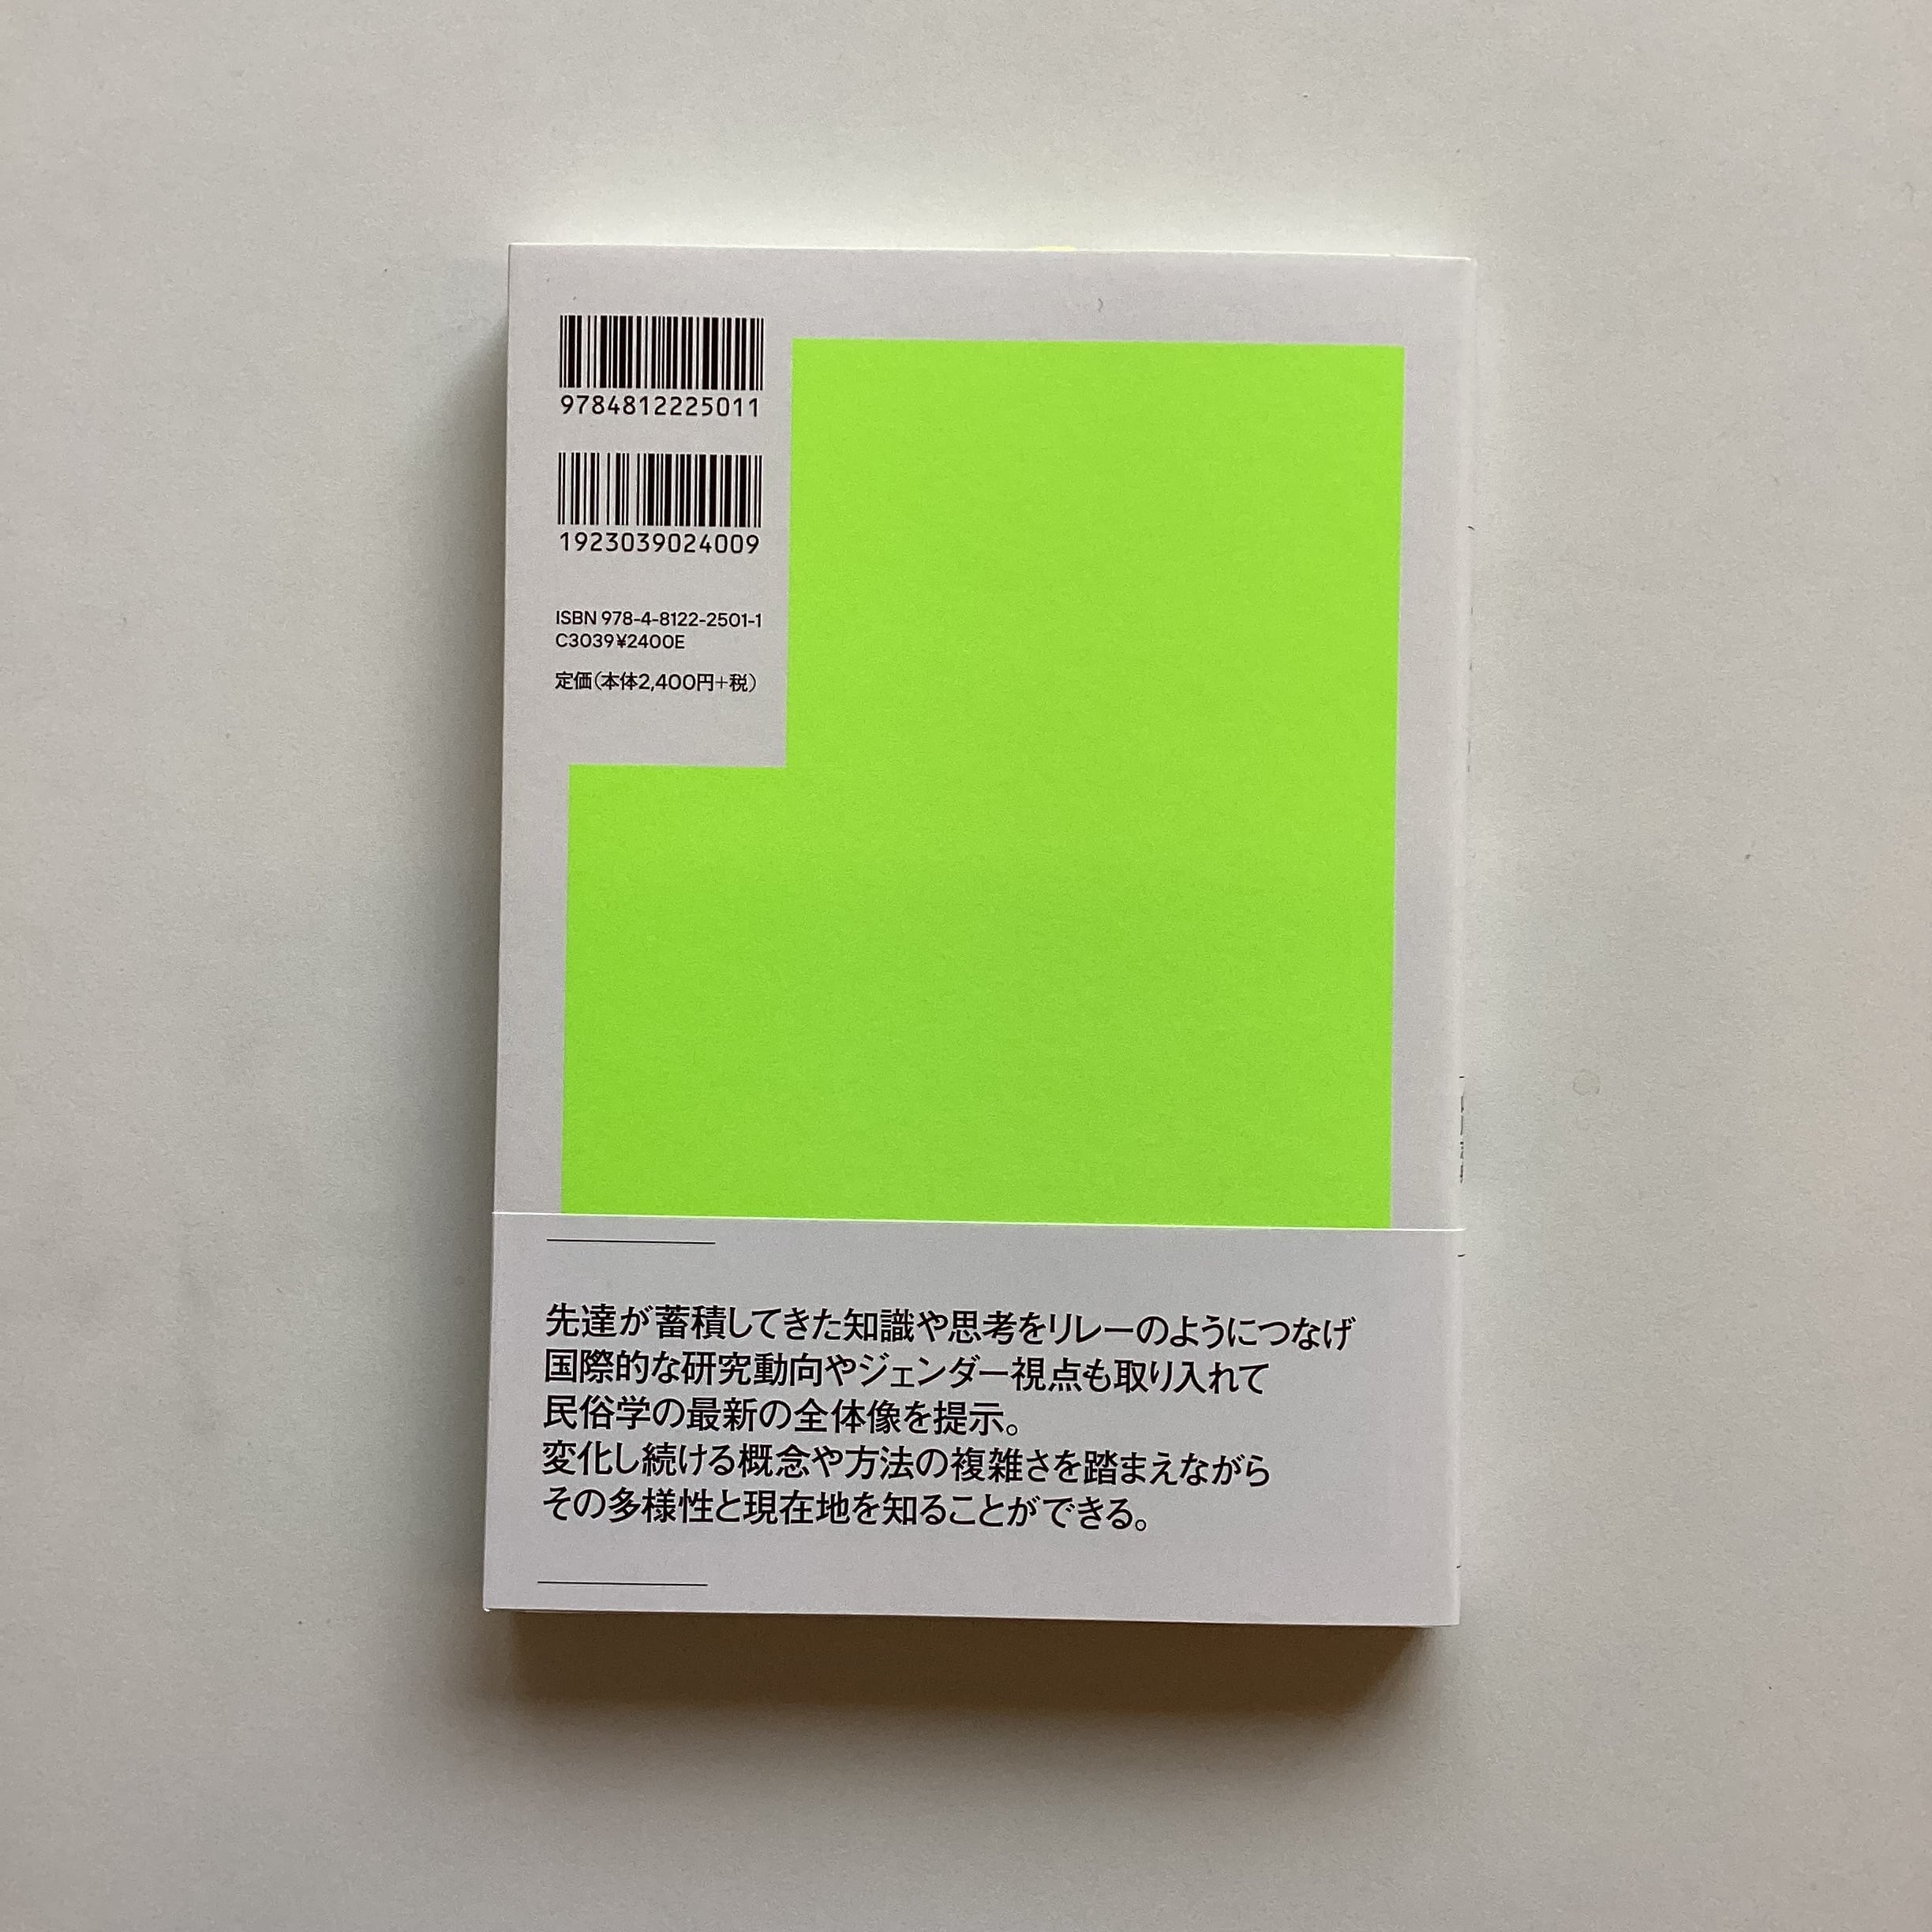 9784812225011
1923039024009
ISBN 978-4-8122-2501-1
C3039 ¥2400E
定価(本体2,400円+税)
先達が蓄積してきた知識や思考をリレーのようにつなげ
国際的な研究動向やジェンダー視点も取り入れて
民俗学の最新の全体像を提示。
変化し続ける概念や方法の複雑さを踏まえながら
その多様性と現在地を知ることができる。